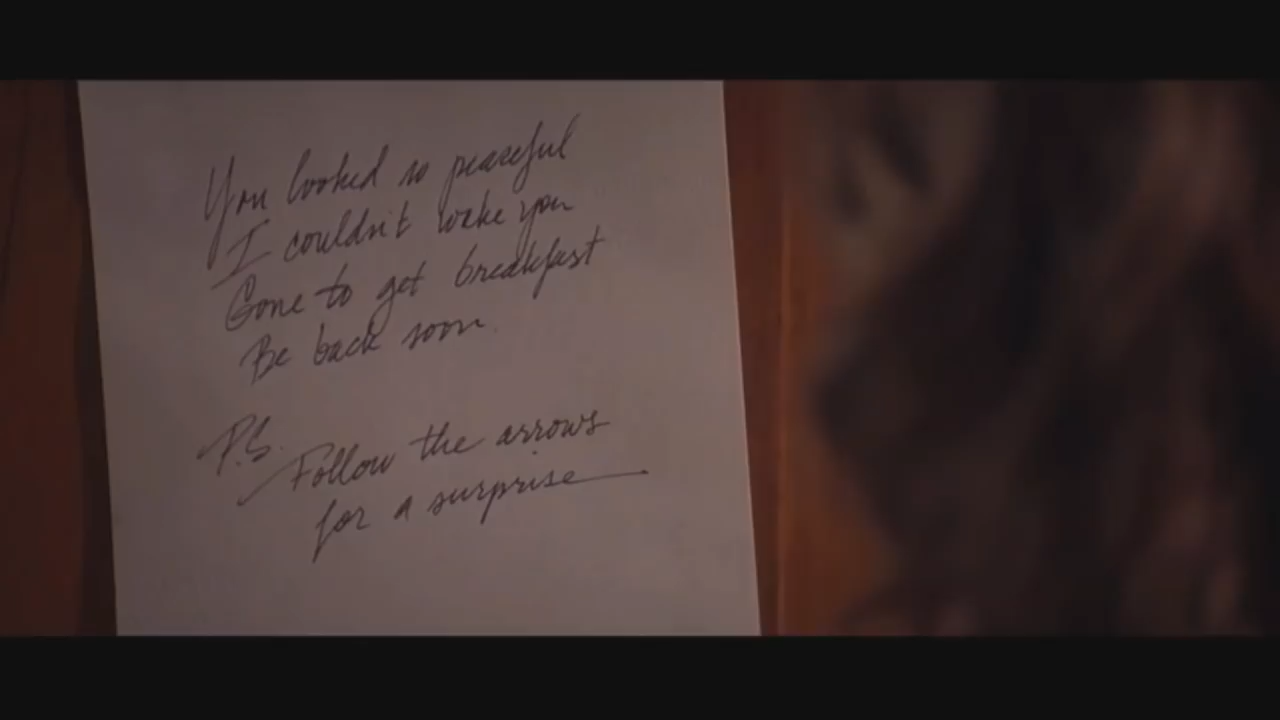 You looked so peaceful
I couldn't wake you
Gone to get breakfast
Be back soon.
P.S.
Follow the arrows
for a surprise